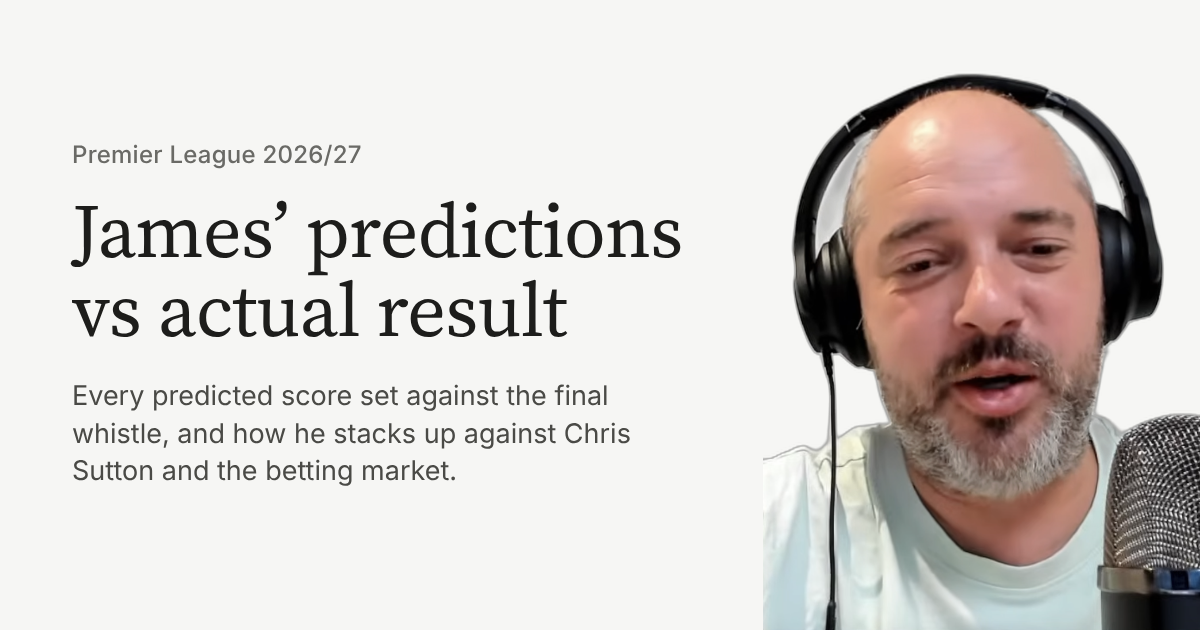 Premier League 2026/27
James’ predictions
vs actual result
Every predicted score set against the final
whistle, and how he stacks up against Chris
Sutton and the betting market.